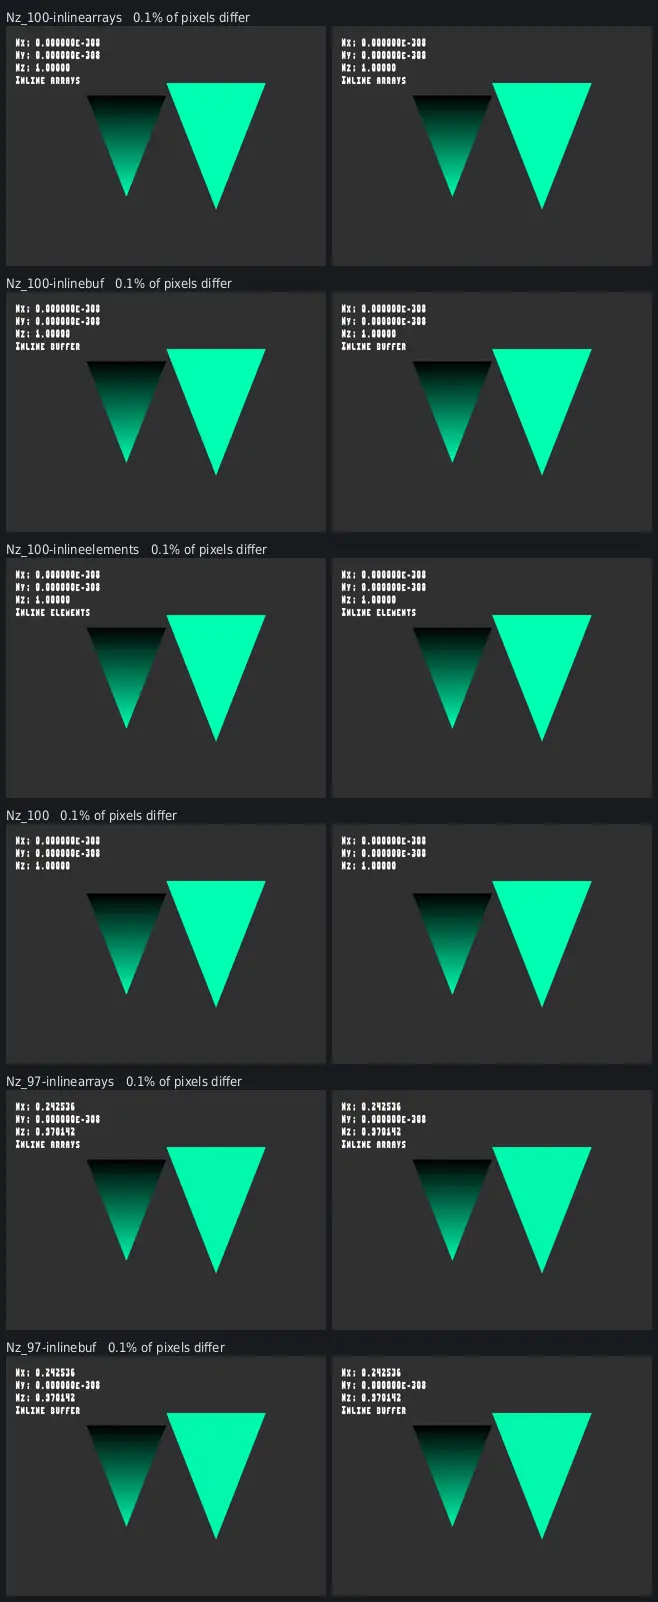 Nz_100-inlinearrays 0.1% of pixels differ
Nx: 0.000000E-308
Ny: 0.000000E-308
Nz: 1.00000
INLINE ARRAYS
Nx: 0.000000E-308
Ny: 0.000000E-308
Nz: 1.00000
INLINE ARRAYS
Nz_100-inlinebuf 0.1% of pixels differ
Nx: 0.000000E-308
Ny: 0.000000E-308
Nz: 1.00000
INLINE BUFFER
Nx: 0.000000E-308
Ny: 0.000000E-308
Nz: 1.00000
INLINE BUFFER
Nz_100-inlineelements 0.1% of pixels differ
Nx: 0.000000E-308
Ny: 0.000000E-308
Nz: 1.00000
INLINE ELEMENTS
Nx: 0.000000E-308
Ny: 0.000000E-308
Nz: 1.00000
INLINE ELEMENTS
Nz_100 0.1% of pixels differ
Nx: 0.000000E-308
Ny: 0.000000E-308
Nz: 1.00000
Nx: 0.000000E-308
Ny: 0.000000E-308
Nz: 1.00000
Nz_97-inlinearrays 0.1% of pixels differ
Nx: 0.242536
Ny: 0.000000E-308
Nz: 0.970142
INLINE ARRAYS
Nx: 0.242536
Ny: 0.000000E-308
Nz: 0.970142
INLINE ARRAYS
Nz_97-inlinebuf 0.1% of pixels differ
Nx: 0.242536
Ny: 0.000000E-308
Nz: 0.970142
INLINE BUFFER
Nx: 0.242536
Ny: 0.000000E-308
Nz: 0.970142
INLINE BUFFER